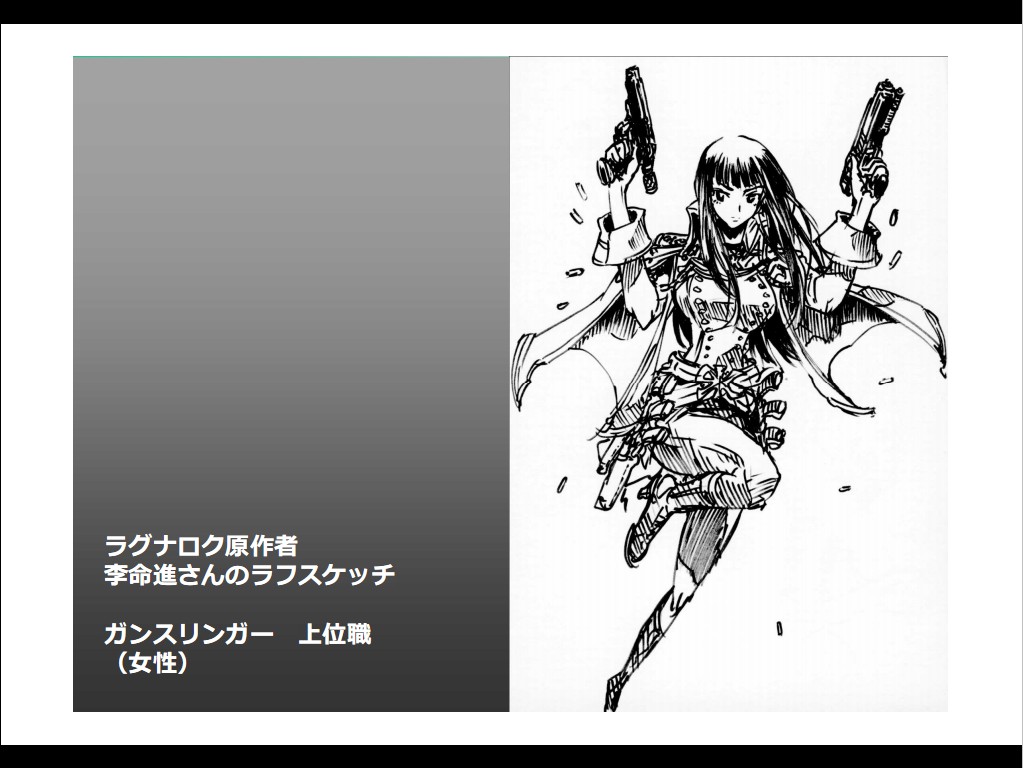 ラグナロク原作者
李命進さんのラフスケッチ
ガンスリンガー　上位職
（女性）